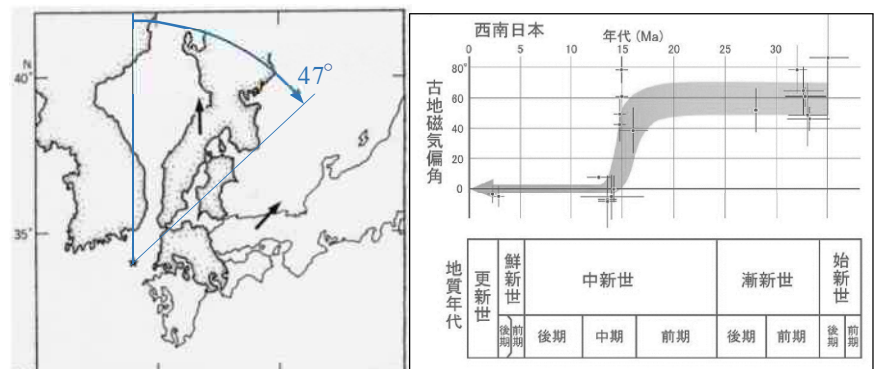 N
40°
35°
47°
西南日本
年代 (Ma)
0
5
10
15
20
25
30
35
40
古地磁気偏角
80°
60
40
20
0
地質年代
更新世
鮮新世
中新世
漸新世
始新世
後期
前期
後期
中期
前期
後期
前期
後期
前期